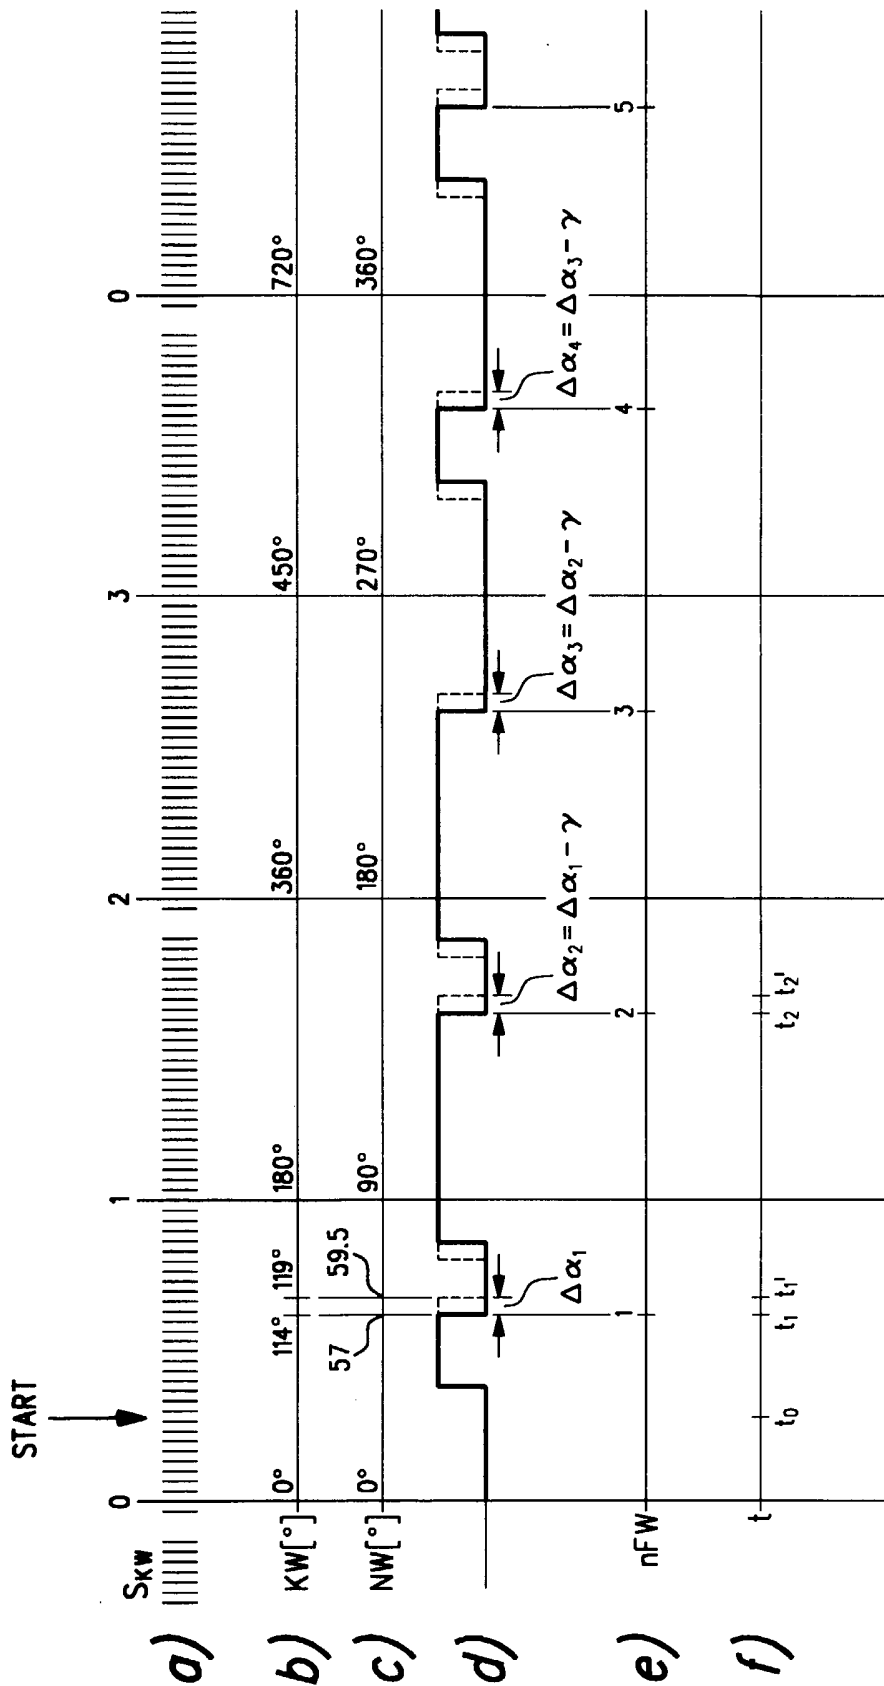 START
0 1 2 3 0
a) S_KW
b) KW[°] 0° 114° 119° 180° 360° 450° 720°
c) NW[°] 0° 57 59.5 90° 180° 270° 360°
d)
Δα₁ Δα₂ = Δα₁ − γ Δα₃ = Δα₂ − γ Δα₄ = Δα₃ − γ
e) nFW 1 2 3 4 5
f) t t₀ t₁ t₁' t₂ t₂'